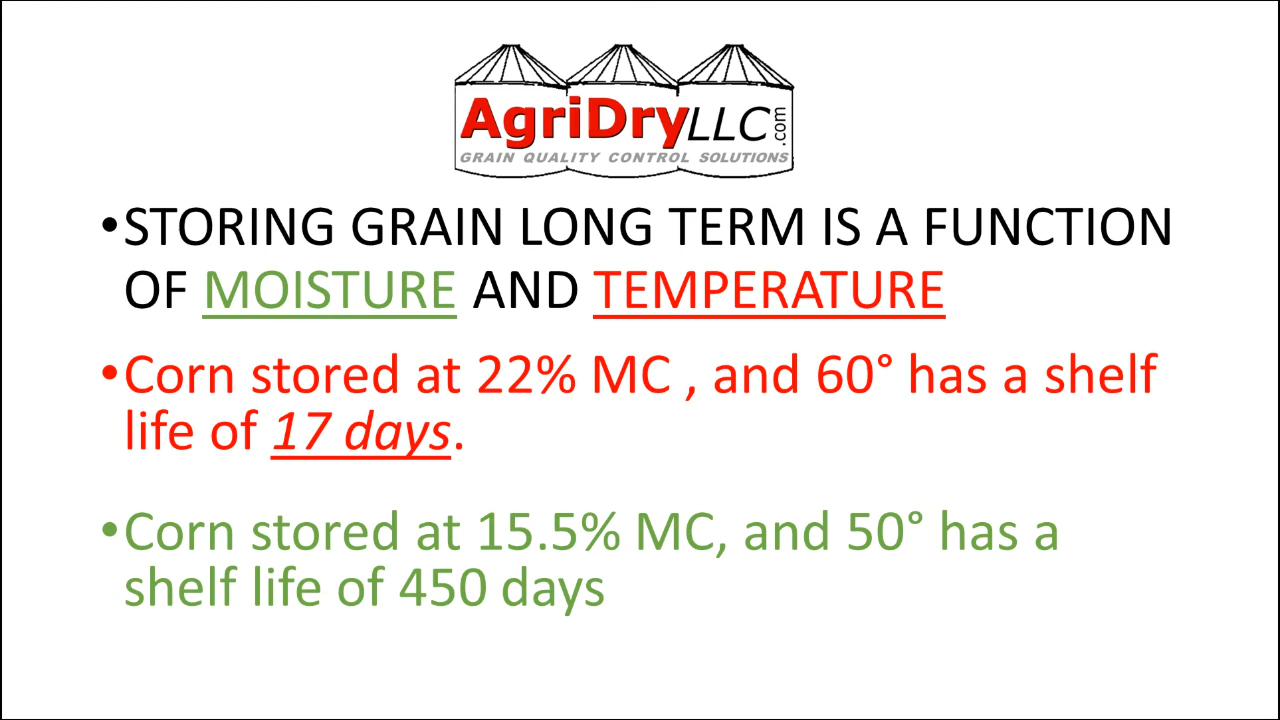 AgriDryLLC.com
GRAIN QUALITY CONTROL SOLUTIONS
•STORING GRAIN LONG TERM IS A FUNCTION
OF MOISTURE AND TEMPERATURE
•Corn stored at 22% MC , and 60° has a shelf
life of 17 days.
•Corn stored at 15.5% MC, and 50° has a
shelf life of 450 days